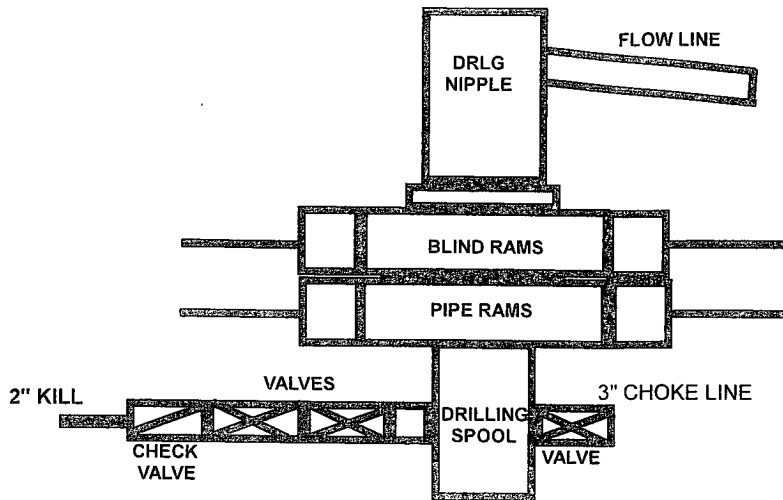 DRLG
NIPPLE
FLOW LINE
BLIND RAMS
PIPE RAMS
VALVES
2" KILL
3" CHOKE LINE
DRILLING
SPOOL
CHECK
VALVE
VALVE